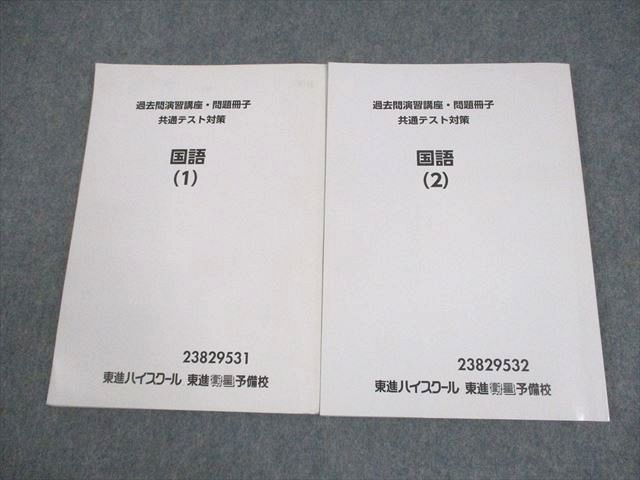 過去問演習講座・問題冊子
共通テスト対策
国語
(1)
23829531
東進ハイスクール 東進衛星予備校
過去問演習講座・問題冊子
共通テスト対策
国語
(2)
23829532
東進ハイスクール 東進衛星予備校